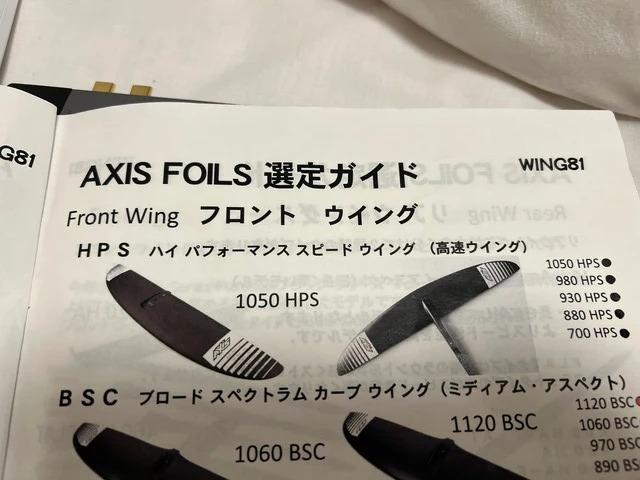 G81
WING81
AXIS FOILS 選定ガイド
Front Wing フロント ウイング
HPS ハイ パフォーマンス スピード ウイング (高速ウイング)
1050 HPS
AXIS
1050 HPS
980 HPS
930 HPS
880 HPS
700 HPS
BSC ブロード スペクトラム カーブ ウイング (ミディアム・アスペクト)
1060 BSC
1120 BSC
1120 BSC
1060 BSC
970 BSC
890 BS